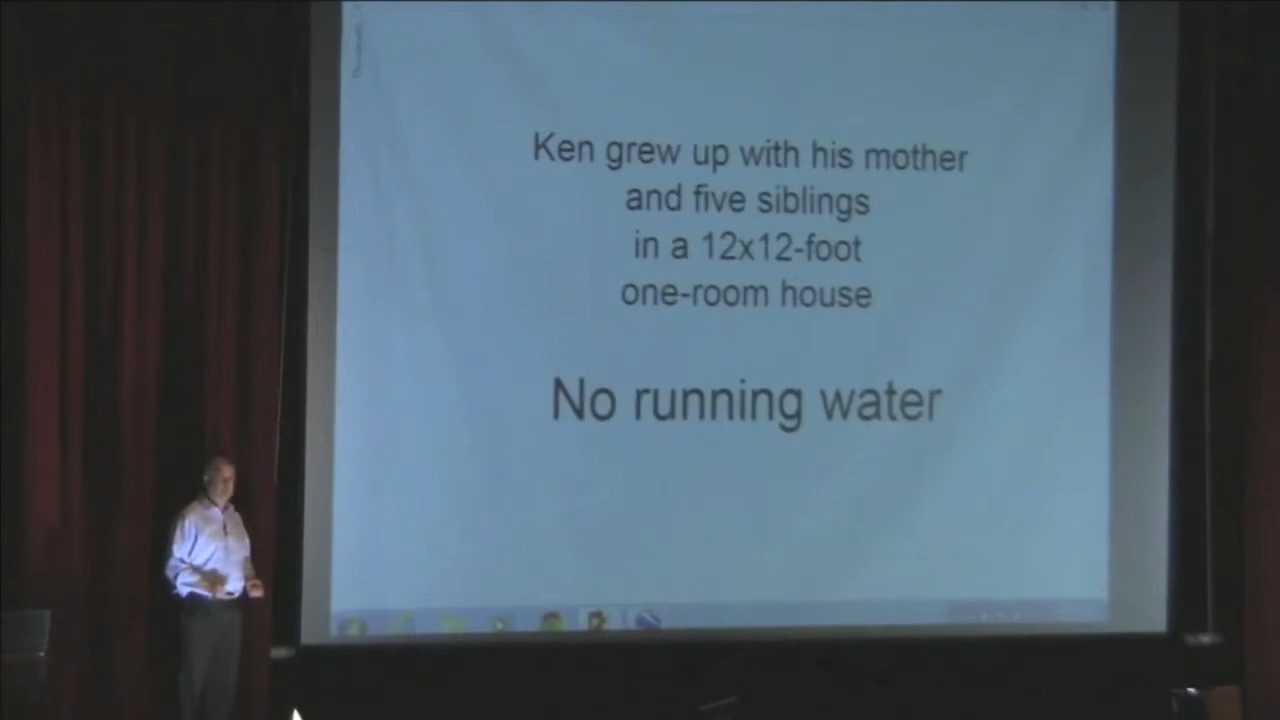 Ken grew up with his mother
and five siblings
in a 12x12-foot
one-room house
No running water